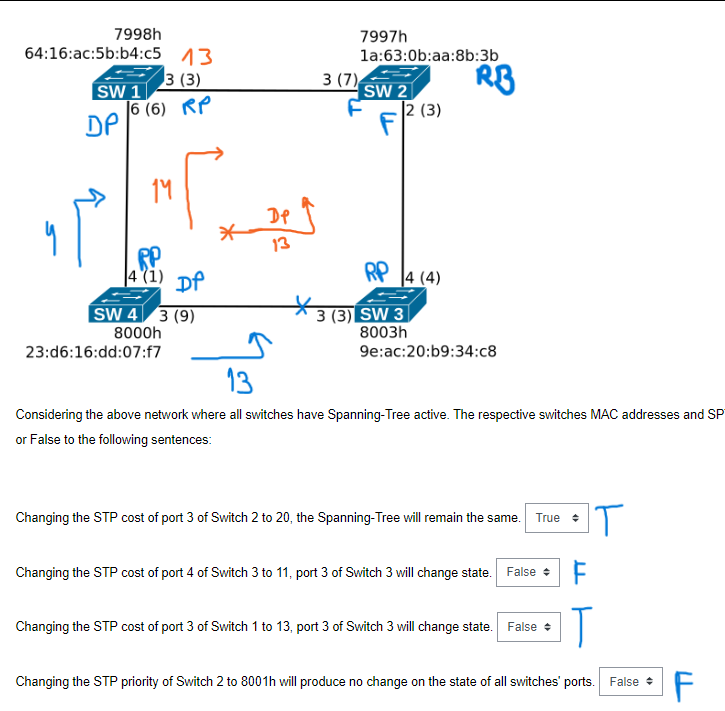 7998h
64:16:ac:5b:b4:c5
13
7997h
1a:63:0b:aa:8b:3b
RB
SW 1
3 (3)
3 (7)
SW 2
6 (6)
RP
F
F
2 (3)
DP
14
4
DP
13
RP
4 (1)
DP
RP
4 (4)
SW 4
3 (9)
3 (3)
SW 3
8000h
8003h
23:d6:16:dd:07:f7
9e:ac:20:b9:34:c8
13
Considering the above network where all switches have Spanning-Tree active. The respective switches MAC addresses and SP
or False to the following sentences:
Changing the STP cost of port 3 of Switch 2 to 20, the Spanning-Tree will remain the same. True T
Changing the STP cost of port 4 of Switch 3 to 11, port 3 of Switch 3 will change state. False F
Changing the STP cost of port 3 of Switch 1 to 13, port 3 of Switch 3 will change state. False T
Changing the STP priority of Switch 2 to 8001h will produce no change on the state of all switches' ports. False F